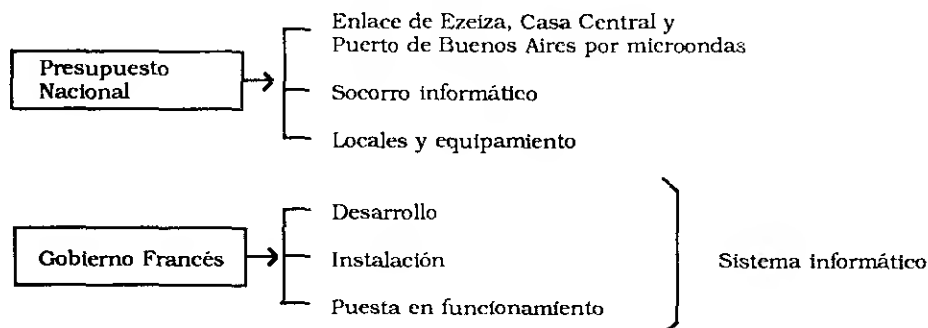 Presupuesto
Nacional
Enlace de Ezeiza, Casa Central y
Puerto de Buenos Aires por microondas
Socorro informático
Locales y equipamiento
Gobierno Francés
Desarrollo
Instalación
Puesta en funcionamiento
Sistema informático